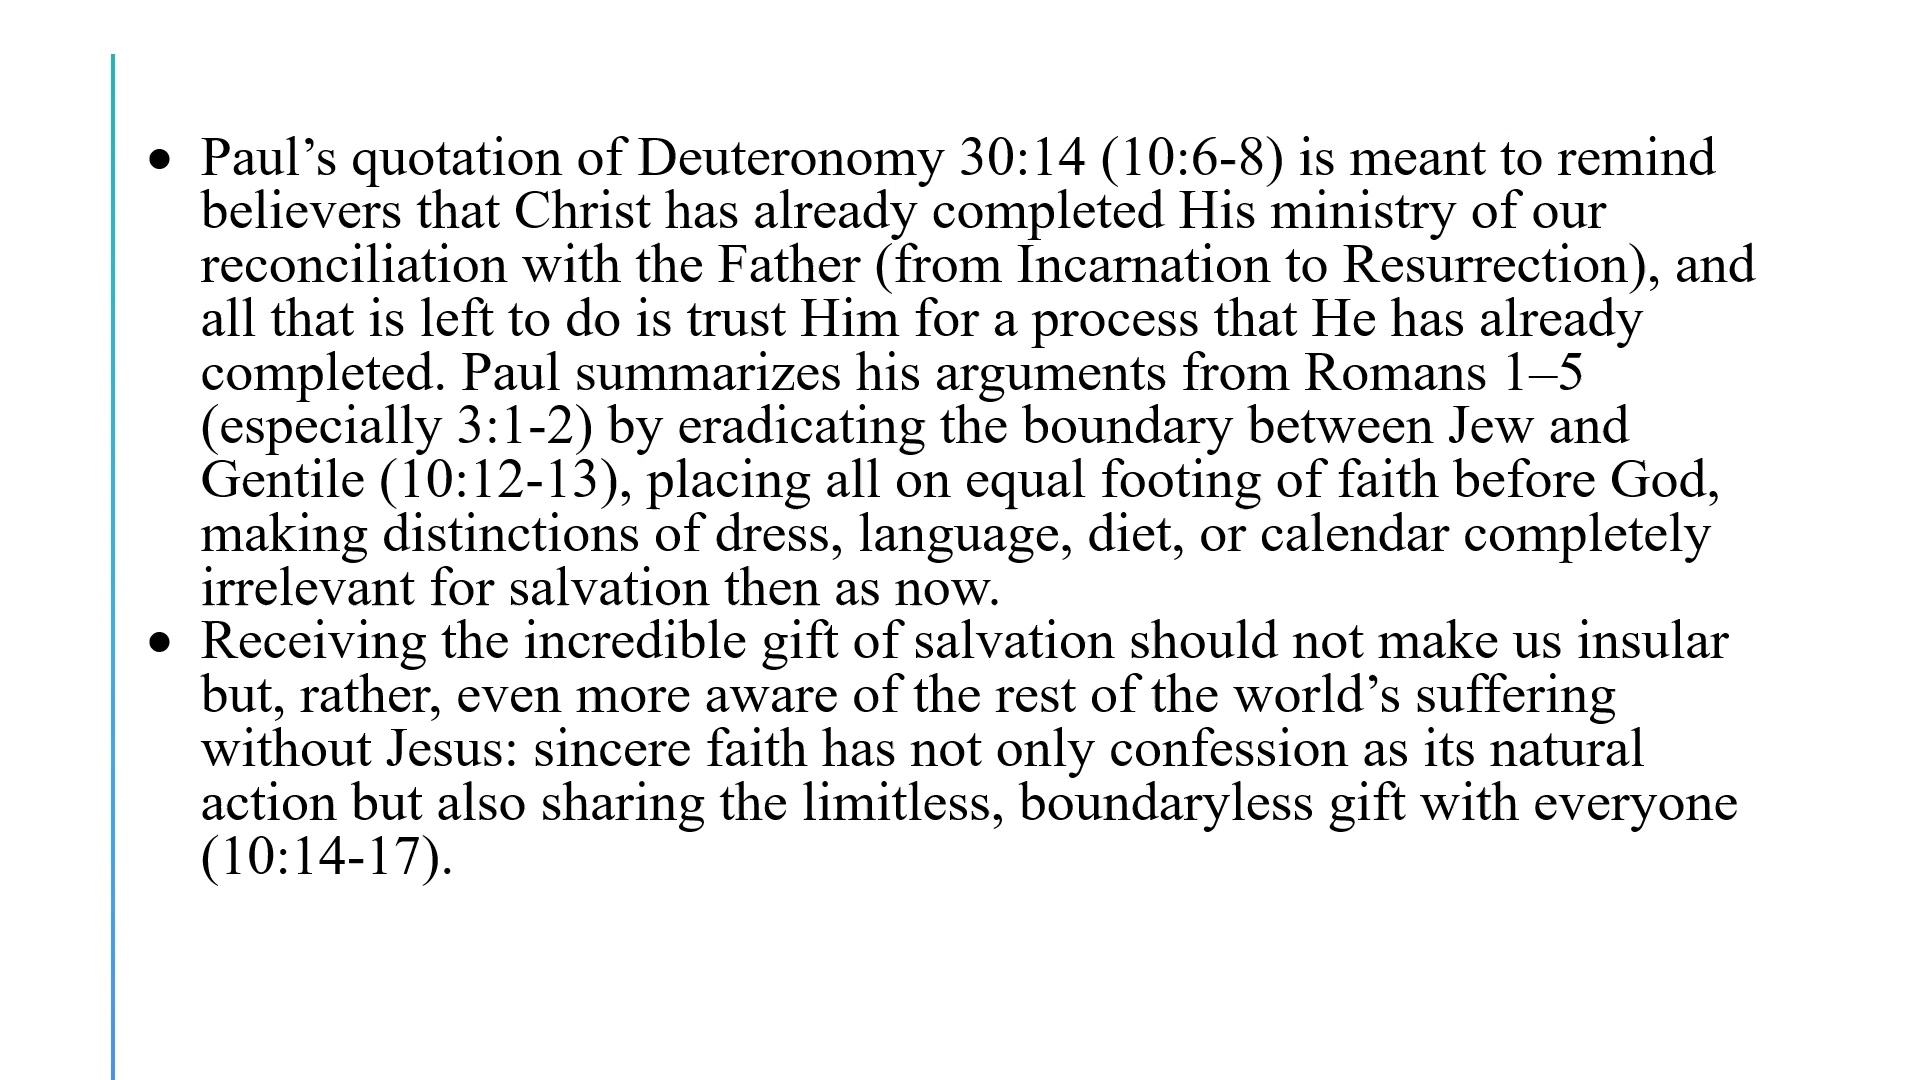 • Paul’s quotation of Deuteronomy 30:14 (10:6-8) is meant to remind
believers that Christ has already completed His ministry of our
reconciliation with the Father (from Incarnation to Resurrection), and
all that is left to do is trust Him for a process that He has already
completed. Paul summarizes his arguments from Romans 1–5
(especially 3:1-2) by eradicating the boundary between Jew and
Gentile (10:12-13), placing all on equal footing of faith before God,
making distinctions of dress, language, diet, or calendar completely
irrelevant for salvation then as now.
• Receiving the incredible gift of salvation should not make us insular
but, rather, even more aware of the rest of the world’s suffering
without Jesus: sincere faith has not only confession as its natural
action but also sharing the limitless, boundaryless gift with everyone
(10:14-17).